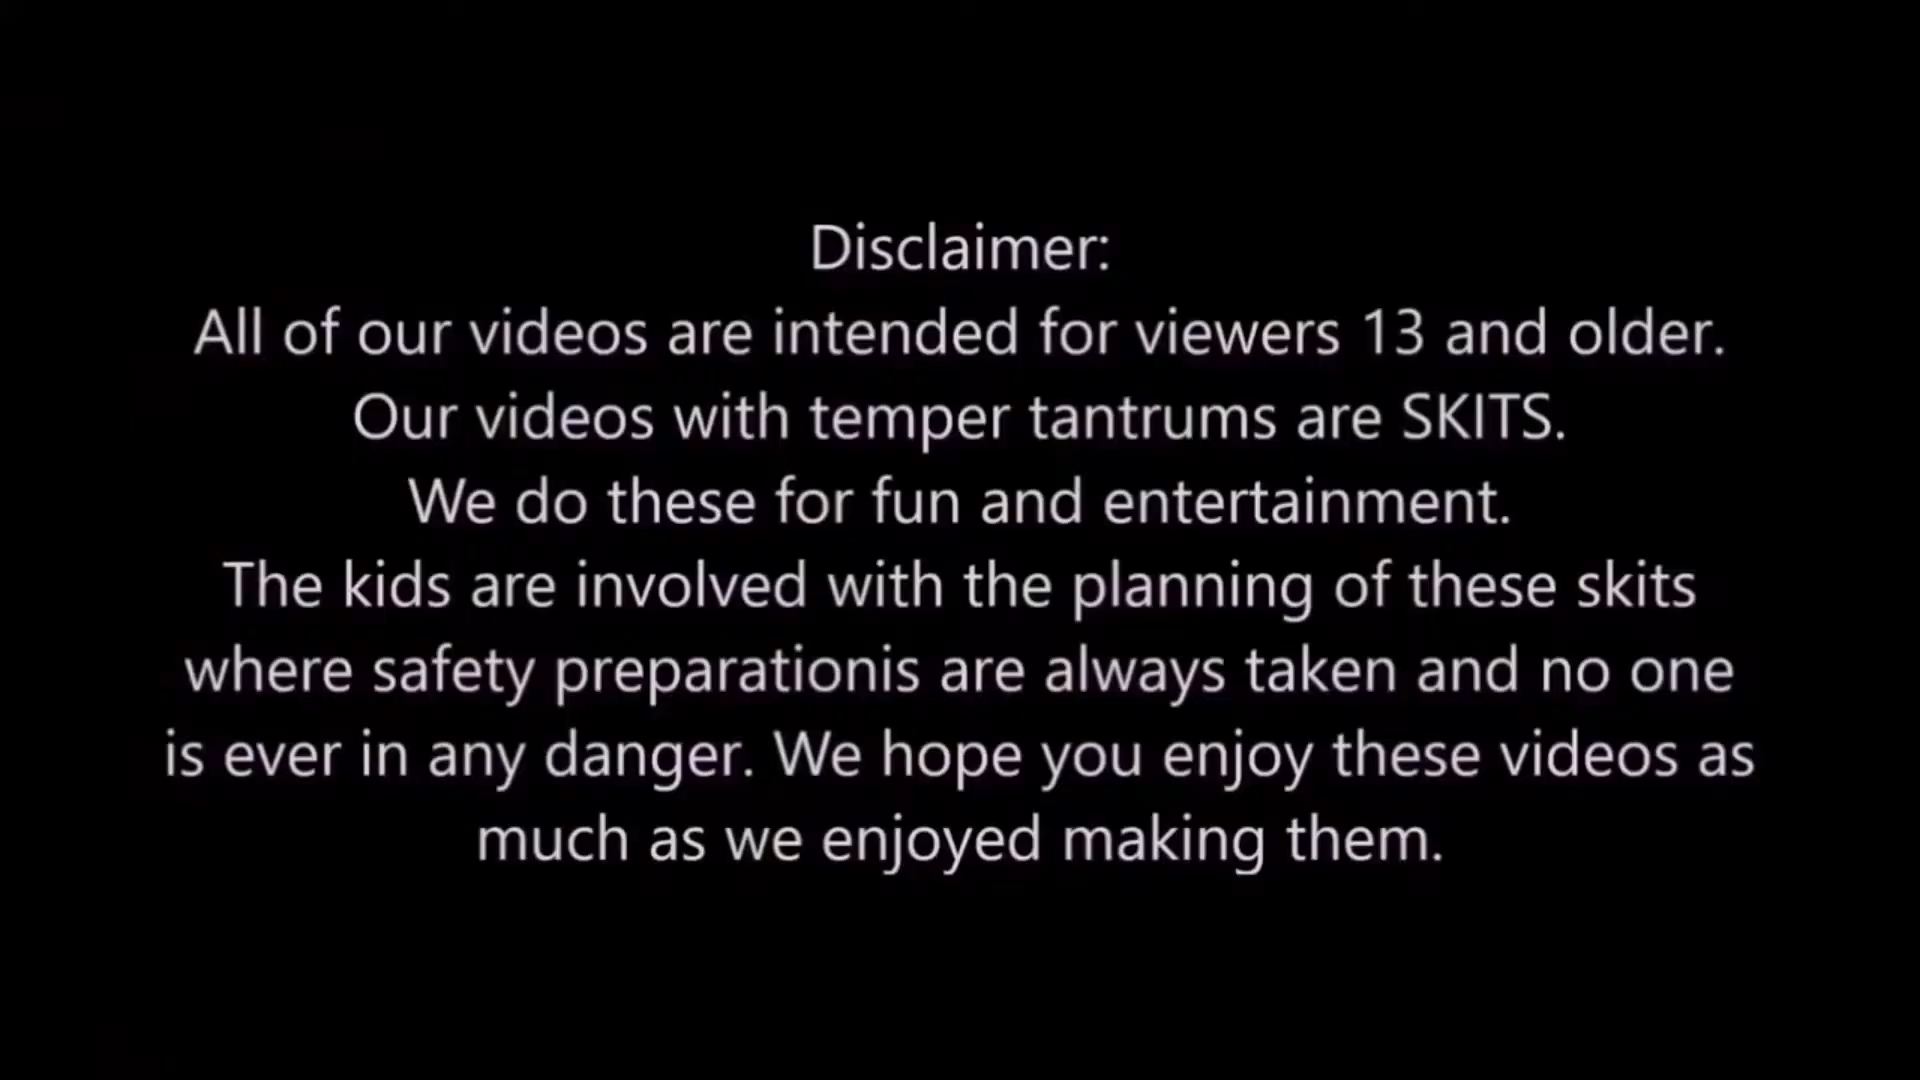 Disclaimer:
All of our videos are intended for viewers 13 and older.
Our videos with temper tantrums are SKITS.
We do these for fun and entertainment.
The kids are involved with the planning of these skits
where safety preparationis are always taken and no one
is ever in any danger. We hope you enjoy these videos as
much as we enjoyed making them.